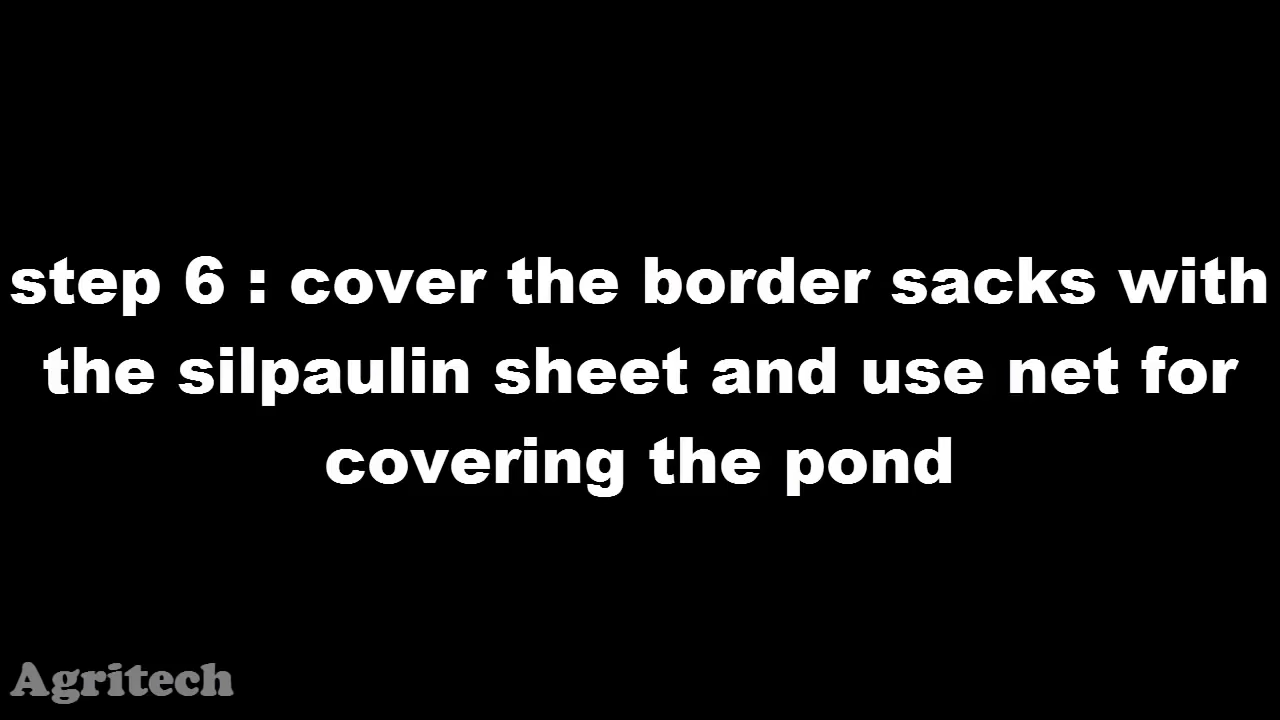 step 6 : cover the border sacks with
the silpaulin sheet and use net for
covering the pond
Agritech